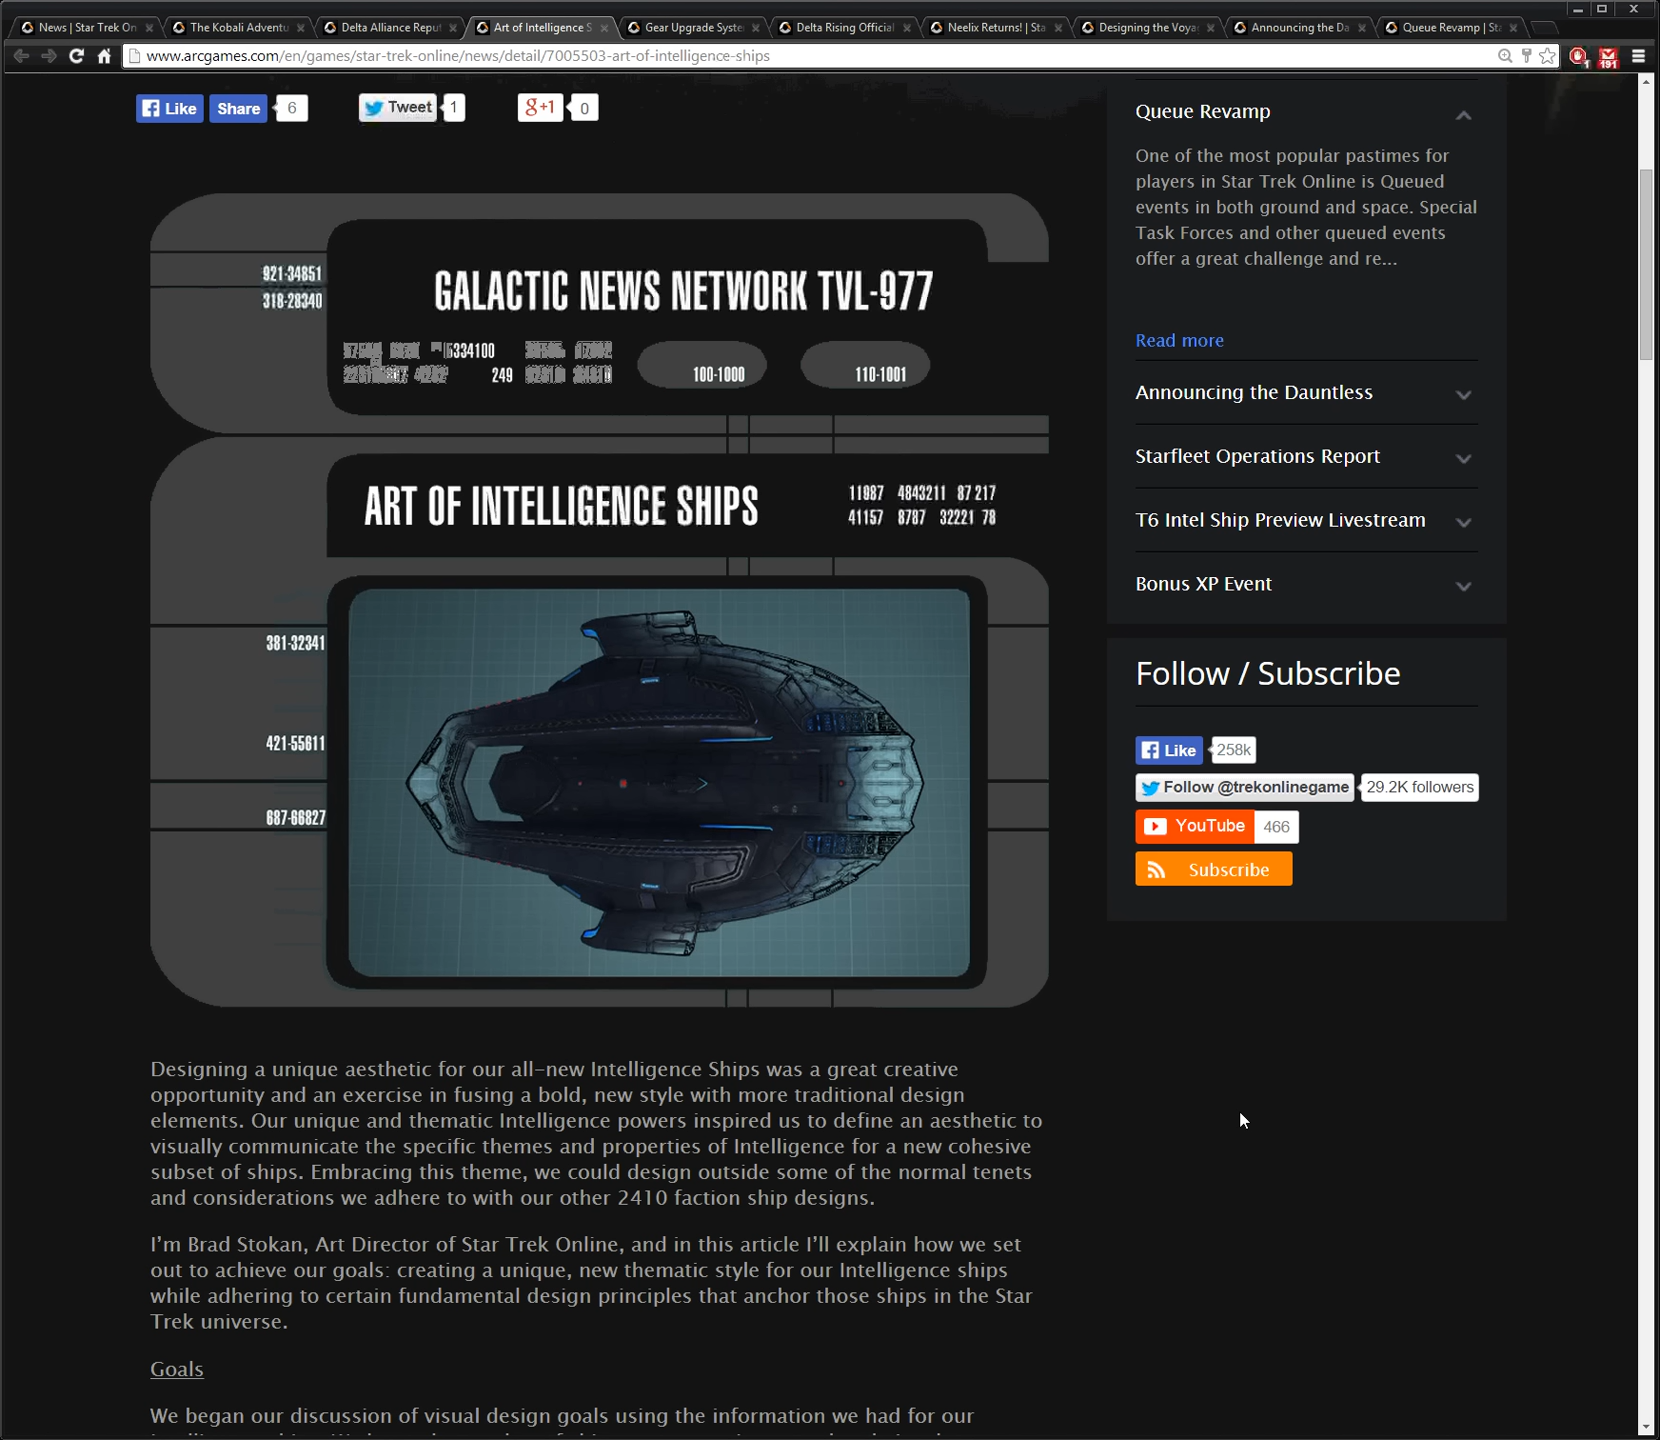 News | Star Trek On
The Kobali Adventu
Delta Alliance Reput
Art of Intelligence S
Gear Upgrade Syste
Delta Rising Official
Neelix Returns! | Sta
Designing the Voya
Announcing the Da
Queue Revamp | St
www.arcgames.com/en/games/star-trek-online/news/detail/7005503-art-of-intelligence-ships
1
191
Like Share 6
Tweet 1
g+1 0
921-34851
318-28340
GALACTIC NEWS NETWORK TVL-977
334100
249
100-1000
110-1001
ART OF INTELLIGENCE SHIPS
11987 4843211 87 217
41157 8787 32221 78
381-32341
421-55611
687-66827
Designing a unique aesthetic for our all-new Intelligence Ships was a great creative
opportunity and an exercise in fusing a bold, new style with more traditional design
elements. Our unique and thematic Intelligence powers inspired us to define an aesthetic to
visually communicate the specific themes and properties of Intelligence for a new cohesive
subset of ships. Embracing this theme, we could design outside some of the normal tenets
and considerations we adhere to with our other 2410 faction ship designs.
I’m Brad Stokan, Art Director of Star Trek Online, and in this article I’ll explain how we set
out to achieve our goals: creating a unique, new thematic style for our Intelligence ships
while adhering to certain fundamental design principles that anchor those ships in the Star
Trek universe.
Goals
We began our discussion of visual design goals using the information we had for our
Queue Revamp
One of the most popular pastimes for
players in Star Trek Online is Queued
events in both ground and space. Special
Task Forces and other queued events
offer a great challenge and re...
Read more
Announcing the Dauntless
Starfleet Operations Report
T6 Intel Ship Preview Livestream
Bonus XP Event
Follow / Subscribe
Like 258k
Follow @trekonlinegame 29.2K followers
YouTube 466
Subscribe